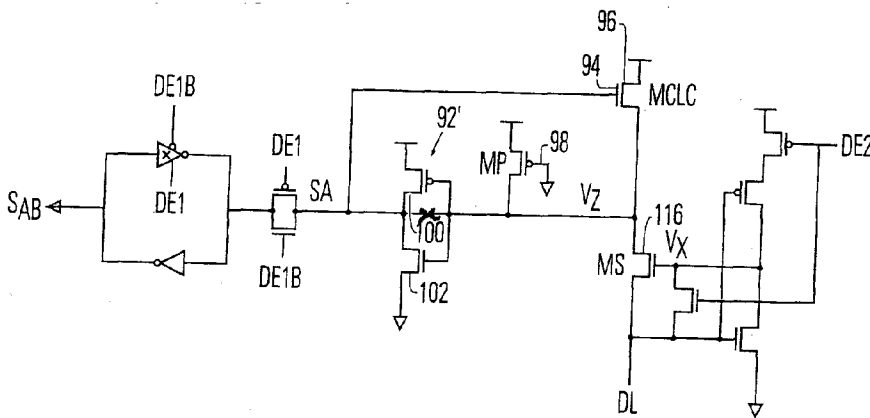 96
94
MCLC
DE1B
92'
DE1
98
MP
DE2
SAB
DE1
SA
VZ
100
116
VX
MS
DE1B
102
DL